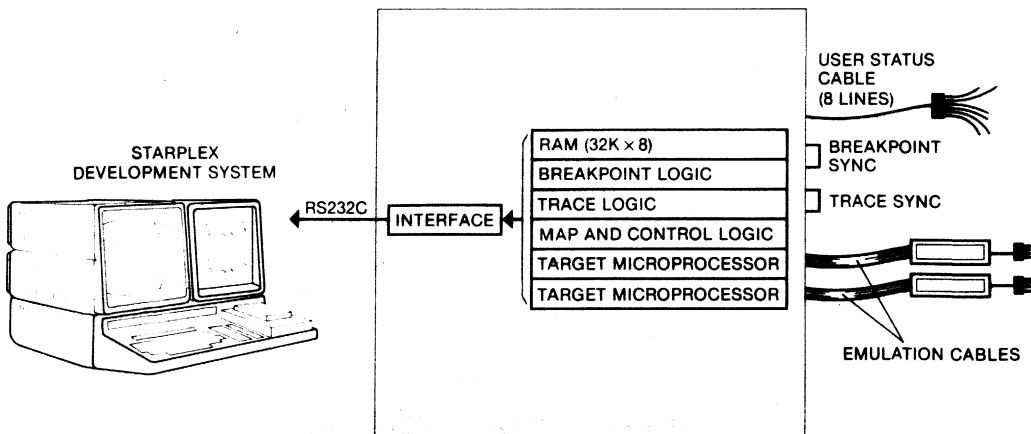 STARPLEX
DEVELOPMENT SYSTEM
RS232C
INTERFACE
RAM (32K × 8)
BREAKPOINT LOGIC
TRACE LOGIC
MAP AND CONTROL LOGIC
TARGET MICROPROCESSOR
TARGET MICROPROCESSOR
USER STATUS
CABLE
(8 LINES)
BREAKPOINT
SYNC
TRACE SYNC
EMULATION CABLES